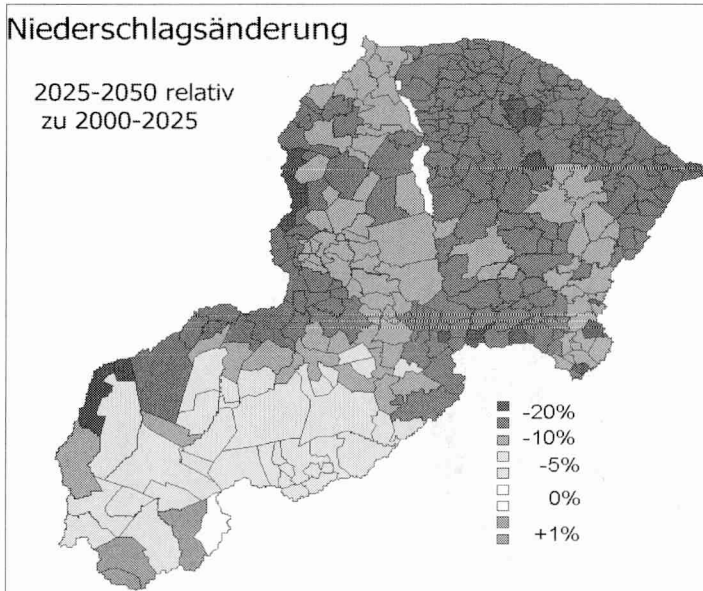 Niederschlagsänderung
2025-2050 relativ
zu 2000-2025
-20%
-10%
-5%
0%
+1%